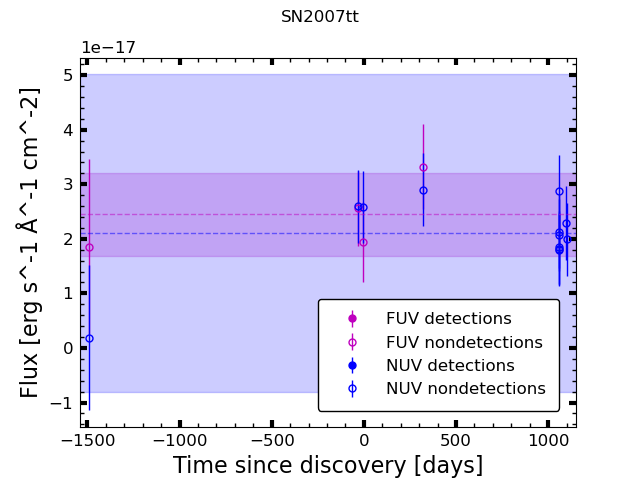 SN2007tt
1e−17
5
4
3
2
1
0
−1
Flux [erg s^-1 Å^-1 cm^-2]
FUV detections
FUV nondetections
NUV detections
NUV nondetections
−1500 −1000 −500 0 500 1000
Time since discovery [days]